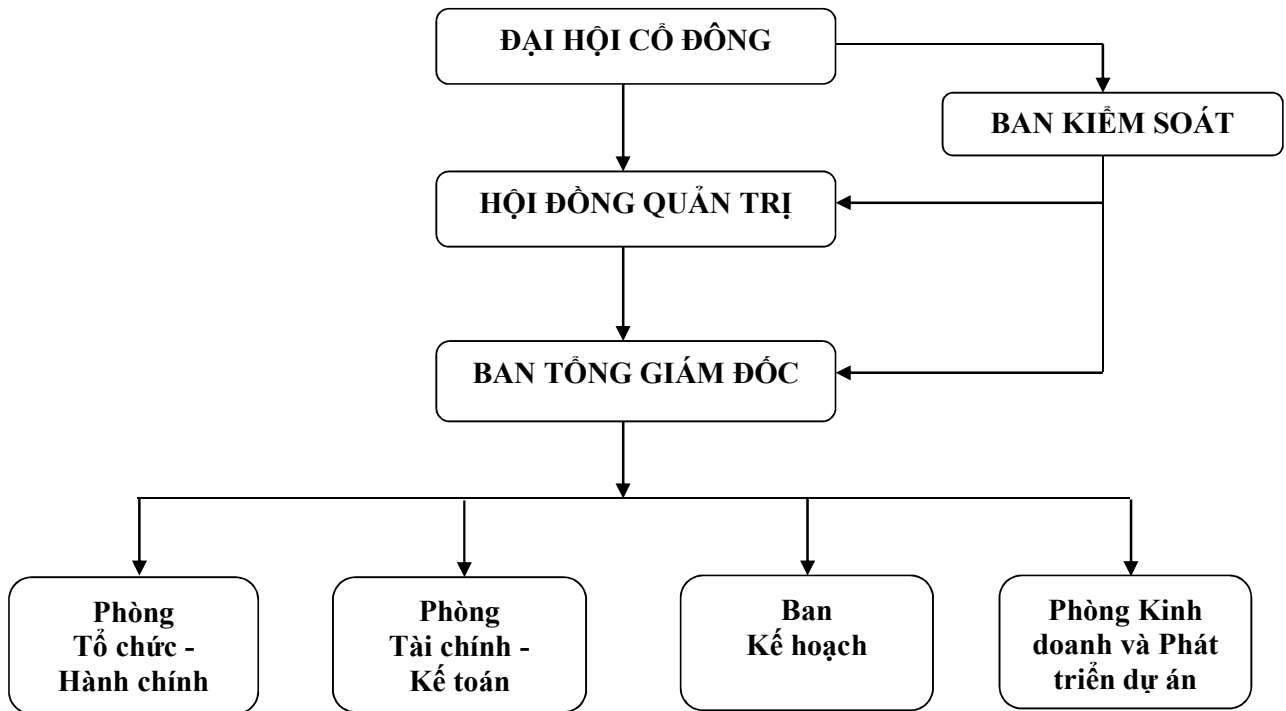 ĐẠI HỘI CỔ ĐÔNG
BAN KIỂM SOÁT
HỘI ĐỒNG QUẢN TRỊ
BAN TỔNG GIÁM ĐỐC
Phòng
Tổ chức -
Hành chính
Phòng
Tài chính -
Kế toán
Ban
Kế hoạch
Phòng Kinh
doanh và Phát
triển dự án